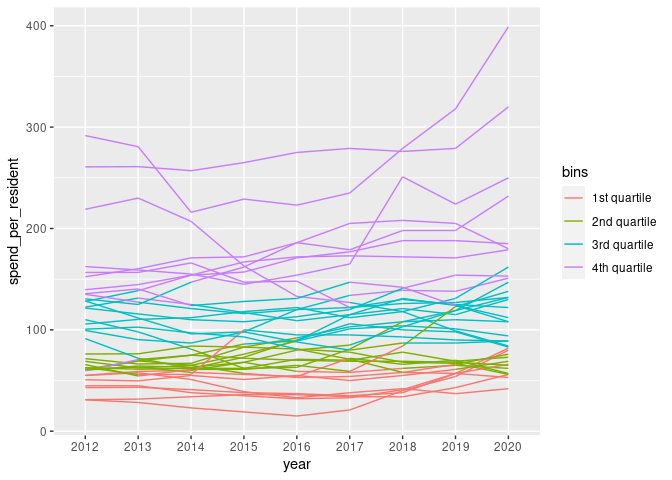 400
300
200
100
0
spend_per_resident
2012 2013 2014 2015 2016 2017 2018 2019 2020
year
bins
1st quartile
2nd quartile
3rd quartile
4th quartile